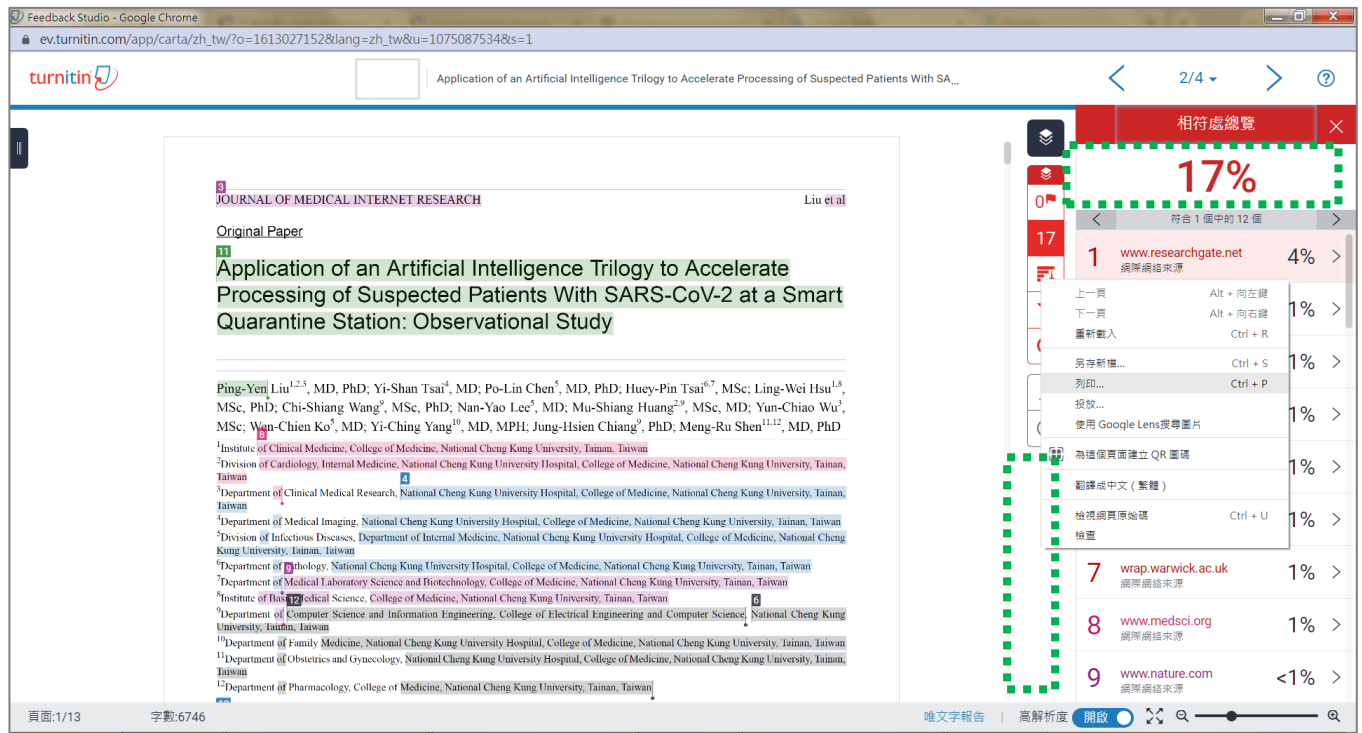 Feedback Studio - Google Chrome
ev.turnitin.com/app/carta/zh_tw/?o=1613027152&lang=zh_tw&u=1075087534&s=1
turnitin
Application of an Artificial Intelligence Trilogy to Accelerate Processing of Suspected Patients With SA...
2/4
?
3
JOURNAL OF MEDICAL INTERNET RESEARCH Liu et al
Original Paper
11
Application of an Artificial Intelligence Trilogy to Accelerate
Processing of Suspected Patients With SARS-CoV-2 at a Smart
Quarantine Station: Observational Study
Ping-Yen Liu1,2,3, MD, PhD; Yi-Shan Tsai4, MD; Po-Lin Chen5, MD, PhD; Huey-Pin Tsai6,7, MSc; Ling-Wei Hsu1,8,
MSc, PhD; Chi-Shiang Wang9, MSc, PhD; Nan-Yao Lee5, MD; Mu-Shiang Huang2,9, MSc, MD; Yun-Chiao Wu3,
MSc; Wen-Chien Ko5, MD; Yi-Ching Yang10, MD, MPH; Jung-Hsien Chiang9, PhD; Meng-Ru Shen11,12, MD, PhD
8
1Institute of Clinical Medicine, College of Medicine, National Cheng Kung University, Tainan, Taiwan
2Division of Cardiology, Internal Medicine, National Cheng Kung University Hospital, College of Medicine, National Cheng Kung University, Tainan,
Taiwan
4
3Department of Clinical Medical Research, National Cheng Kung University Hospital, College of Medicine, National Cheng Kung University, Tainan,
Taiwan
4Department of Medical Imaging, National Cheng Kung University Hospital, College of Medicine, National Cheng Kung University, Tainan, Taiwan
5Division of Infectious Diseases, Department of Internal Medicine, National Cheng Kung University Hospital, College of Medicine, National Cheng
Kung University, Tainan, Taiwan
6Department of Pathology, National Cheng Kung University Hospital, College of Medicine, National Cheng Kung University, Tainan, Taiwan
9
7Department of Medical Laboratory Science and Biotechnology, College of Medicine, National Cheng Kung University, Tainan, Taiwan
8Institute of Basic Medical Science, College of Medicine, National Cheng Kung University, Tainan, Taiwan
12
6
9Department of Computer Science and Information Engineering, College of Electrical Engineering and Computer Science, National Cheng Kung
University, Tainan, Taiwan
10Department of Family Medicine, National Cheng Kung University Hospital, College of Medicine, National Cheng Kung University, Tainan, Taiwan
11Department of Obstetrics and Gynecology, National Cheng Kung University Hospital, College of Medicine, National Cheng Kung University, Tainan,
Taiwan
12Department of Pharmacology, College of Medicine, National Cheng Kung University, Tainan, Taiwan
0
17
相符處總覽
17%
符合 1 個中的 12 個
1 www.researchgate.net 4%
網際網絡來源
1%
1%
1%
1%
1%
7 wrap.warwick.ac.uk 1%
網際網絡來源
8 www.medsci.org 1%
網際網絡來源
9 www.nature.com <1%
網際網絡來源
上一頁 Alt + 向左鍵
下一頁 Alt + 向右鍵
重新載入 Ctrl + R
另存新檔... Ctrl + S
列印... Ctrl + P
投放...
使用 Google Lens搜尋圖片
為這個頁面建立 QR 圖碼
翻譯成中文（繁體）
檢視網頁原始碼 Ctrl + U
檢查
頁面:1/13 字數:6746 唯文字報告 高解析度 開啟